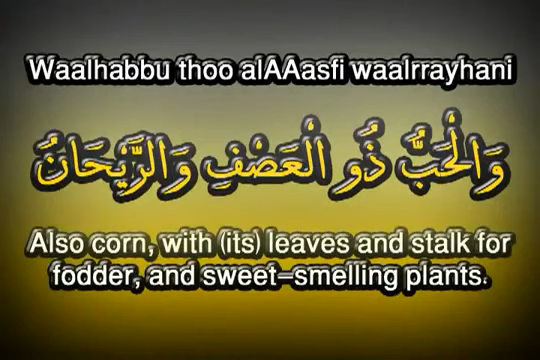 Waalhabbu thoo alAAasfi waalrrayhani
وَالْحَبُّ ذُو الْعَصْفِ وَالرَّيْحَانُ
Also corn, with (its) leaves and stalk for
fodder, and sweet-smelling plants.